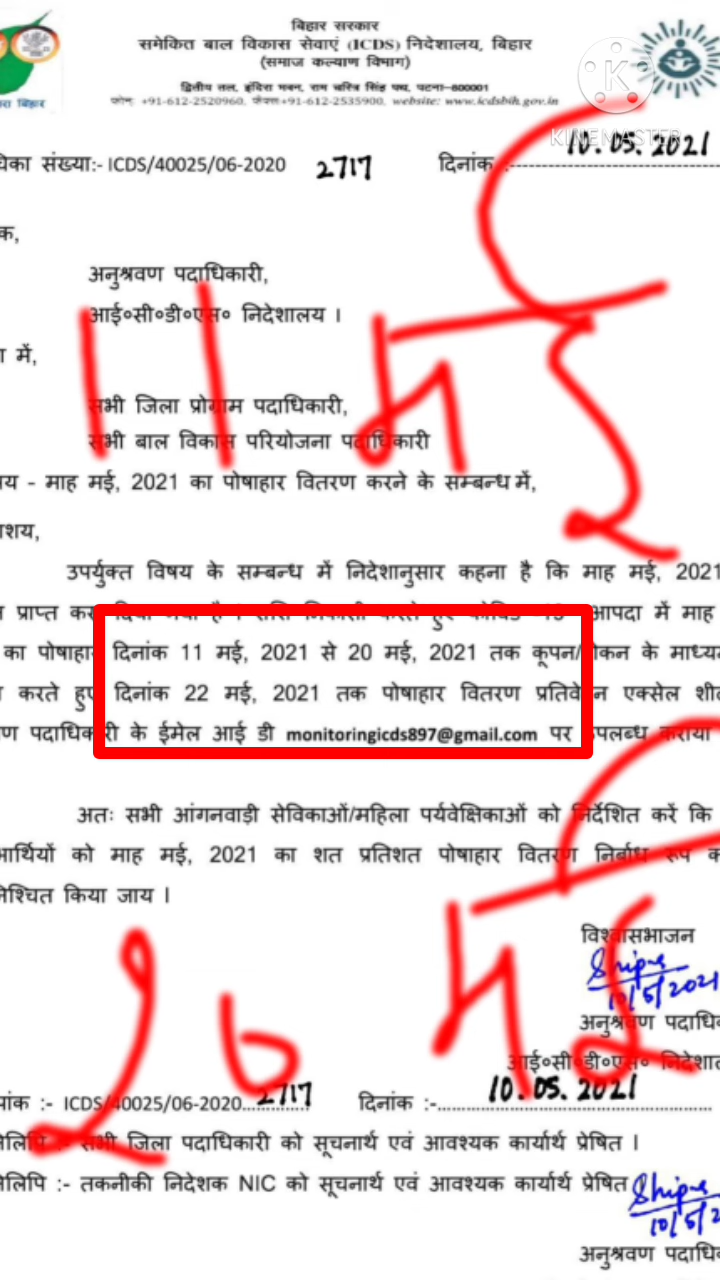 बिहार सरकार
समेकित बाल विकास सेवाएं (ICDS) निदेशालय, बिहार
(समाज कल्याण विभाग)
द्वितीय तल, इंदिरा भवन, राम चरित्र सिंह पथ, पटना-800001
फोन: +91-612-2520960, फैक्स:+91-612-2535900, website: www.icdsbih.gov.in
K
KINEMASTER
बिहार
संख्या:- ICDS/40025/06-2020 2717 दिनांक :- 10.05.2021
क,
अनुश्रवण पदाधिकारी,
आई०सी०डी०एस० निदेशालय ।
11 मई
में,
सभी जिला प्रोग्राम पदाधिकारी,
सभी बाल विकास परियोजना पदाधिकारी
- माह मई, 2021 का पोषाहार वितरण करने के सम्बन्ध में,
उपर्युक्त विषय के सम्बन्ध में निदेशानुसार कहना है कि माह मई, 2021
प्राप्त आपदा में माह
का पोषाहार दिनांक 11 मई, 2021 से 20 मई, 2021 तक कूपन/ोकन के
करते हुए दिनांक 22 मई, 2021 तक पोषाहार वितरण प्रतिवेदन एक्सेल
के ईमेल आई डी monitoringicds897@gmail.com पर उपलब्ध कराया
अतः सभी आंगनवाड़ी सेविकाओं/महिला पर्यवेक्षिकाओं को निर्देशित करें कि
को माह मई, 2021 का शत प्रतिशत पोषाहार वितरण निर्बाध रूप
किया जाय ।
20 मई
विश्वासभाजन
10/5/2021
अनुश्रवण
आई०सी०डी०एस०
:- ICDS/40025/06-2020 2717 दिनांक :- 10.05.2021
सभी जिला पदाधिकारी को सूचनार्थ एवं आवश्यक कार्यार्थ प्रेषित ।
:- तकनीकी निदेशक NIC को सूचनार्थ एवं आवश्यक कार्यार्थ प्रेषित
अनुश्रवण